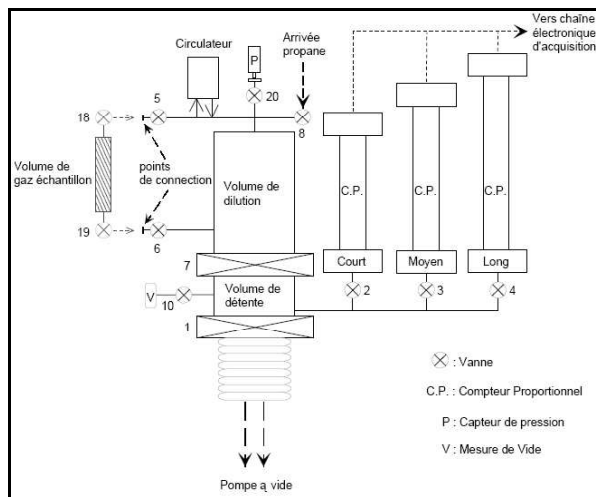 Vers chaîne
électronique
d'acquisition
Circulateur
P
Arrivée
propane
20
18
5
8
Volume de
gaz échantillon
points
de connection
Volume de
dilution
C.P.
C.P.
C.P.
19
6
7
Court
Moyen
Long
V
10
Volume de
détente
2
3
4
1
: Vanne
C.P. : Compteur Proportionnel
P : Capteur de pression
V : Mesure de Vide
Pompe ą vide